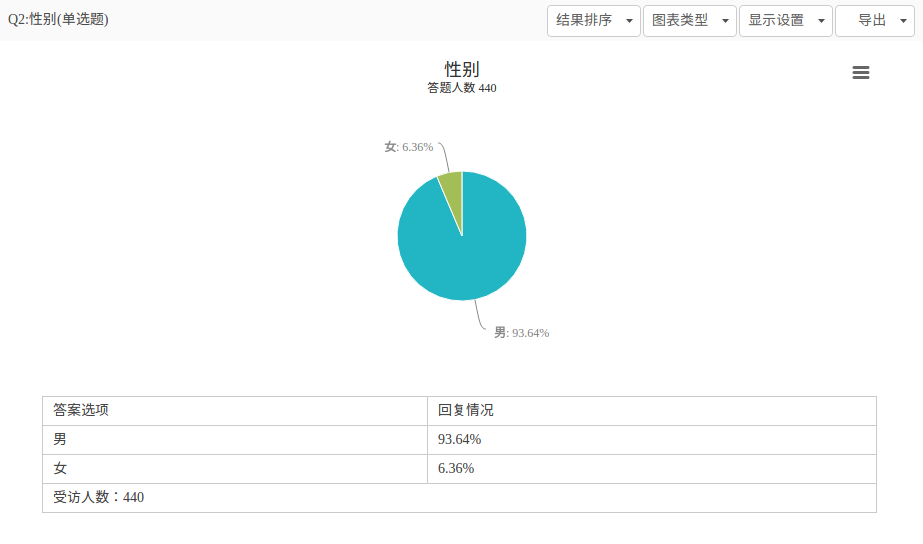 Q2:性别(单选题)
结果排序 图表类型 显示设置 导出
性别
答题人数 440
女: 6.36%
男: 93.64%
答案选项 回复情况
男 93.64%
女 6.36%
受访人数：440